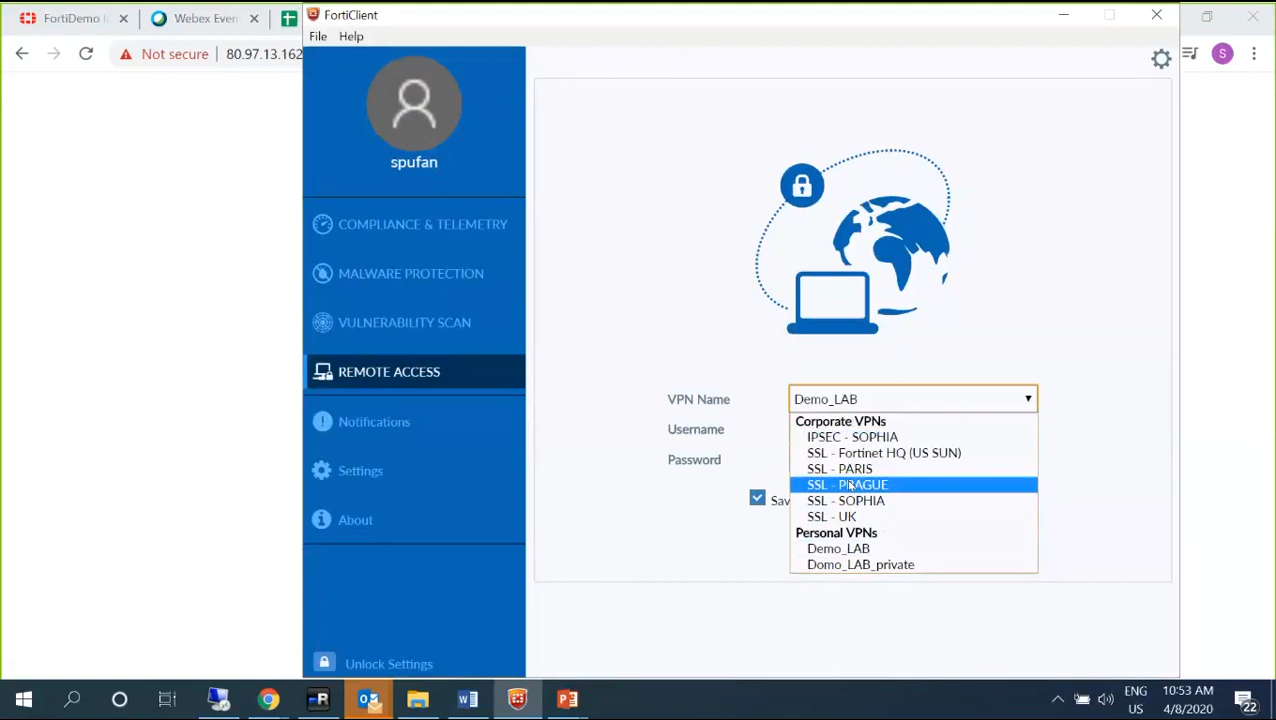 FortiDemo
Webex Even
FortiClient
Not secure
80.97.13.162
S
File
Help
spufan
COMPLIANCE & TELEMETRY
MALWARE PROTECTION
VULNERABILITY SCAN
REMOTE ACCESS
Notifications
Settings
About
Unlock Settings
VPN Name
Demo_LAB
Username
Password
Sav
Corporate VPNs
IPSEC - SOPHIA
SSL - Fortinet HQ (US SUN)
SSL - PARIS
SSL - PRAGUE
SSL - SOPHIA
SSL - UK
Personal VPNs
Demo_LAB
Domo_LAB_private
ENG
US
10:53 AM
4/8/2020
22